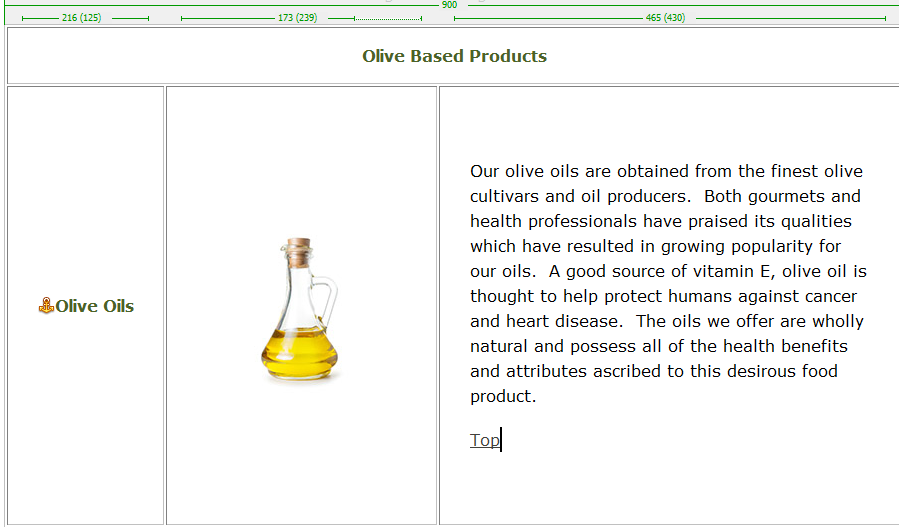 900
216 (125) 173 (239) 465 (430)
Olive Based Products
Olive Oils
Our olive oils are obtained from the finest olive
cultivars and oil producers.  Both gourmets and
health professionals have praised its qualities
which have resulted in growing popularity for
our oils.  A good source of vitamin E, olive oil is
thought to help protect humans against cancer
and heart disease.  The oils we offer are wholly
natural and possess all of the health benefits
and attributes ascribed to this desirous food
product.
Top